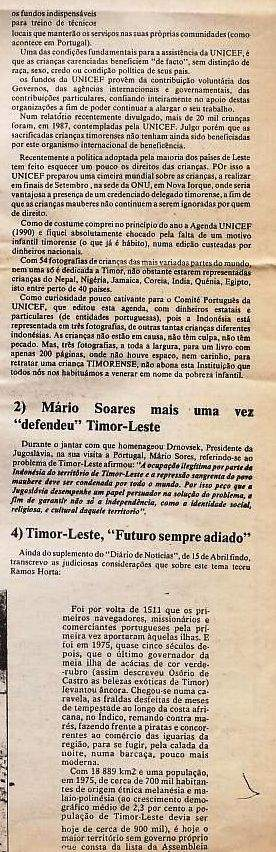 os fundos indispensáveis
para treino de técnicos
locais que manterão os serviços nas suas próprias comunidades (como
acontece em Portugal).
Uma das condições fundamentais para a assistência da UNICEF, é
que as crianças carenciadas beneficiem "de facto", sem distinção de
raça, sexo, credo ou condição política de seus pais.
os fundos da UNICEF provêm da contribuição voluntária dos
Governos, das agências internacionais e governamentais, das
contribuições particulares, confiando inteiramente no apoio destas
organizações a fim de poder continuar a alargar o seu trabalho.
Num relatório recentemente divulgado, mais de 20 mil crianças
foram, em 1987, contempladas pela UNICEF. Julgo porém que as
sacrificadas crianças timorenses não tenham ainda sido beneficiadas
por este organismo internacional de beneficência.
Recentemente a política adoptada pela maioria dos países de Leste
tem feito esquecer um pouco os direitos das crianças. POr isso a
UNICEF preparou uma cimeira mundial sobre as crianças, a realizar
em finais de Setembro, na sede da ONU, em Nova Iorque, onde seria
vantajosa a presença de um credenciado delegado timorense, a fim de
que as crianças mauberes não continuem a serem ignoradas por quem
de direito.
Como de costume comprei no princípio do ano a Agenda UNICEF
(1990) e fiquei absolutamente chocado pela falta de um motivo
infantil timorense (o que já é hábito), numa edição custeadas por
dinheiros nacionais.
Com 54 fotografias de crianças das mais variadas partes do mundo,
nem uma só é dedicada a Timor, não obstante estarem representadas
crianças do Nepal, Nigéria, Jamaica, Coreia, Índia, Quénia, Egipto,
isto entre perto de 40 países.
Como curiosidade pouco cativante para o Comité Português da
UNICEF, que editou esta agenda, com dinheiros estatais e
particulares (de entidades portuguesas), pois a Indonésia está
representada em três fotografias, de outras tantas crianças diferentes
indonésias. As crianças não estão em causa, não têm culpa, não têm
pecado. Mas, três fotografias, a toda a largura, para um livro com
apenas 200 páginas, onde não houve espaço, nem carinho, para
retratar uma criança TIMORENSE, não abona esta Instituição que
todos nós nos habituámos a venerar em nome da pobreza infantil.
2) Mário Soares mais uma vez
"defendeu" Timor-Leste
Durante o jantar com que homenageou Drnovsek, Presidente da
Jugoslávia, na sua visita a Portugal, Mário Sores, referindo-se ao
problema de Timor-Leste afirmou: "A ocupação ilegítima por parte da
Indonésia do território de Timor-Leste e a repressão sangrenta do povo
maubere deve ser condenada por todo o mundo. Por isso peço que a
Jugoslávia desempenhe um papel persuador na solução do problema, a
fim de garantir não só a independência, como a identidade social,
religiosa, e cultural daquele território".
4) Timor-Leste, "Futuro sempre adiado"
Ainda do suplemento do "Diário de Notícias", de 15 de Abril findo,
transcrevo as judiciosas considerações que sobre este tema teceu
Ramos Horta:
Foi por volta de 1511 que os pri-
meiros navegadores, missionários e
comerciantes portugueses pela pri-
meira vez aportaram àquelas ilhas. E
foi em 1975, quase cinco séculos de-
pois, que o último governador da
meia ilha de acácias de cor verde-
-rubro (assim descreveu Osório de
Castro as belezas exóticas de Timor)
levantou âncora. Chegou-se numa ca-
ravela, as fraldas desfeitas de meses
de tempestade ao longo da costa afri-
cana, no Índico, remando contra ma-
rés, fazendo frente a piratas e concor-
rentes ao comércio das iguarias da
região, para se fugir, pela calada da
noite, numa barcaça, pouco mais
moderna.
Com 18 889 km2 e uma população,
em 1975, de cerca de 700 mil habitan-
tes de origem étnica melanésia e ma-
laio-polinésia (ao crescimento demo-
gráfico médio de 2,3 por cento a po-
pulação de Timor-Leste devia ser
hoje de cerca de 900 mil), é hoje o
maior território sem governo próprio
que consta da lista da Assembleia